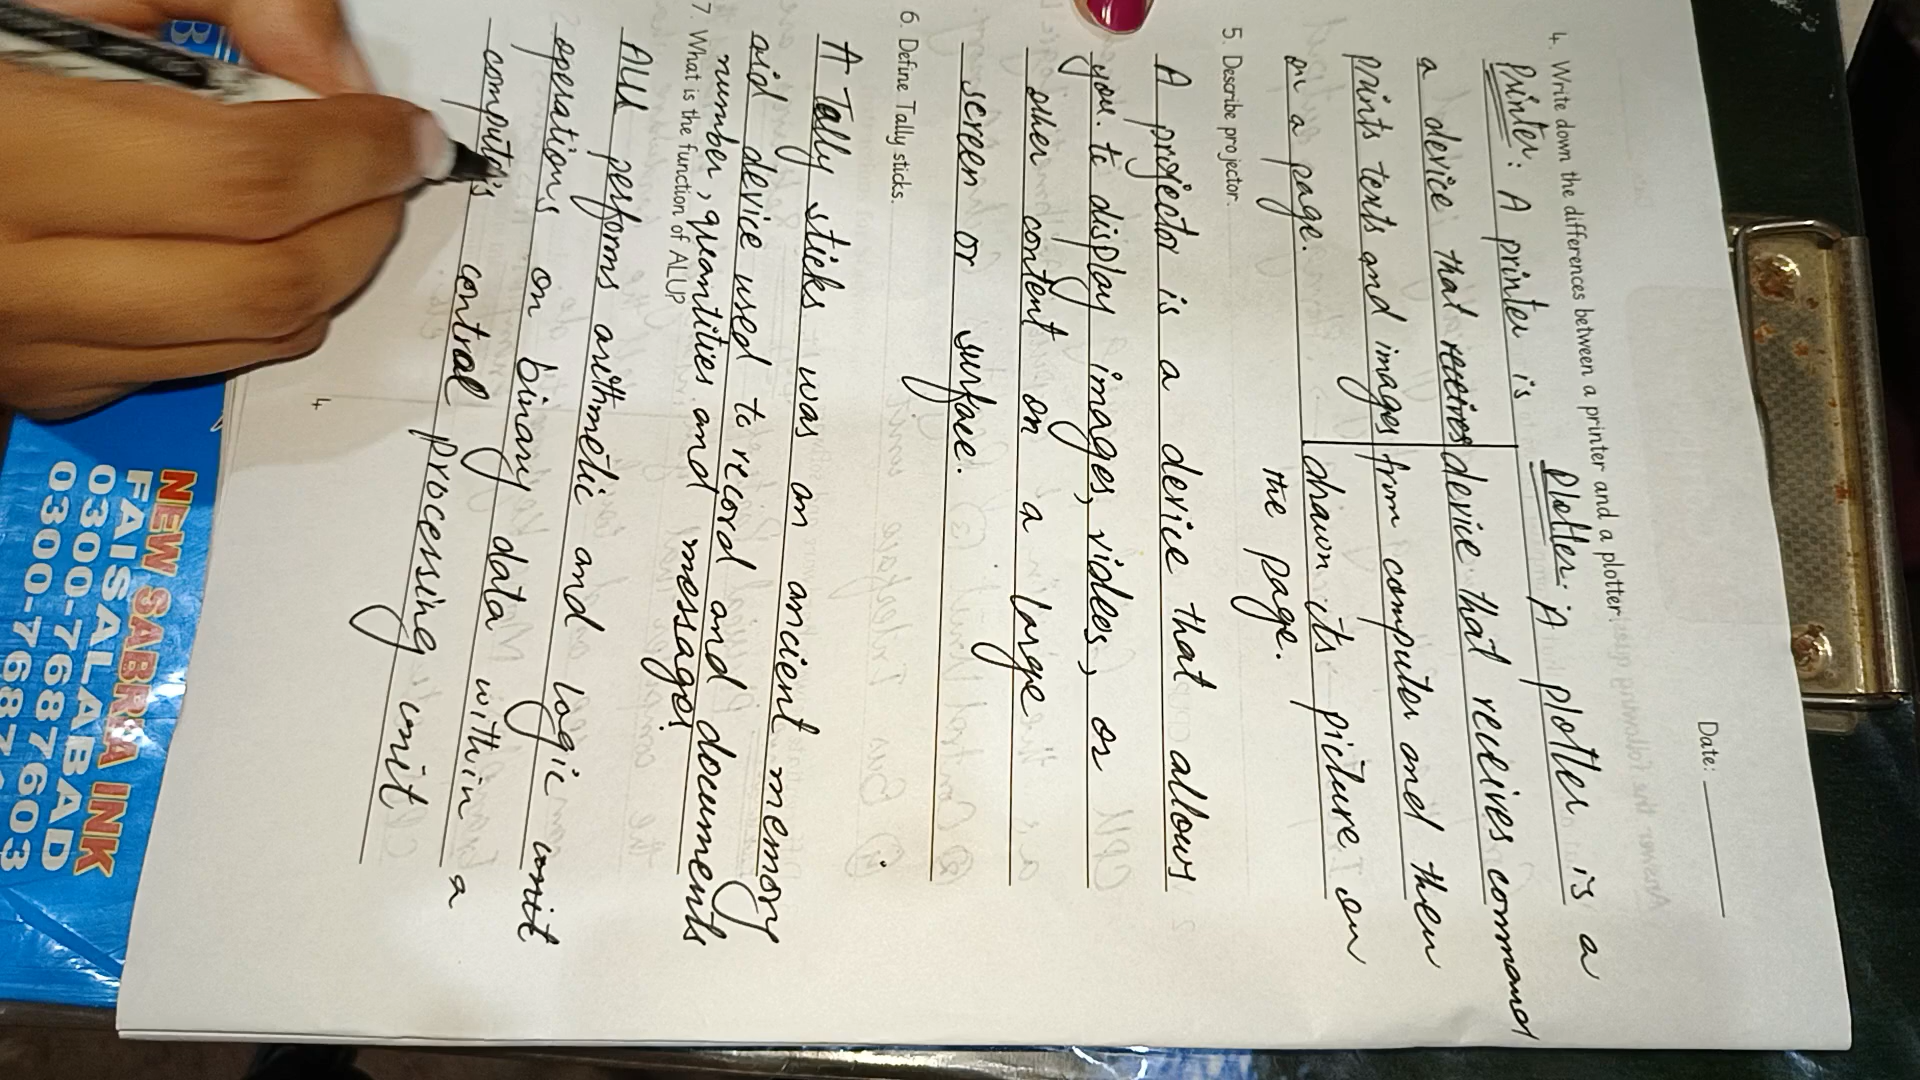 Date:
4. Write down the differences between a printer and a plotter.
Printer: A printer is
a device that
prints texts and images
on a page.
Plotter: A plotter is a
device that receives command
from computer and then
drawn its picture on
the page.
5. Describe projector.
A projector is a device that allows
you. to display images, videos, or
other content on a large
screen or surface.
6. Define Tally sticks.
A Tally sticks was an ancient memory
aid device used to record and documents
number, quantities and messages
7. What is the function of ALU?
ALU performs arithmetic and logic unit
operations on binary data within a
computer's central processing unit
4
B
NEW SABRIA INK
FAISALABAD
0300-7687603
0300-7687603